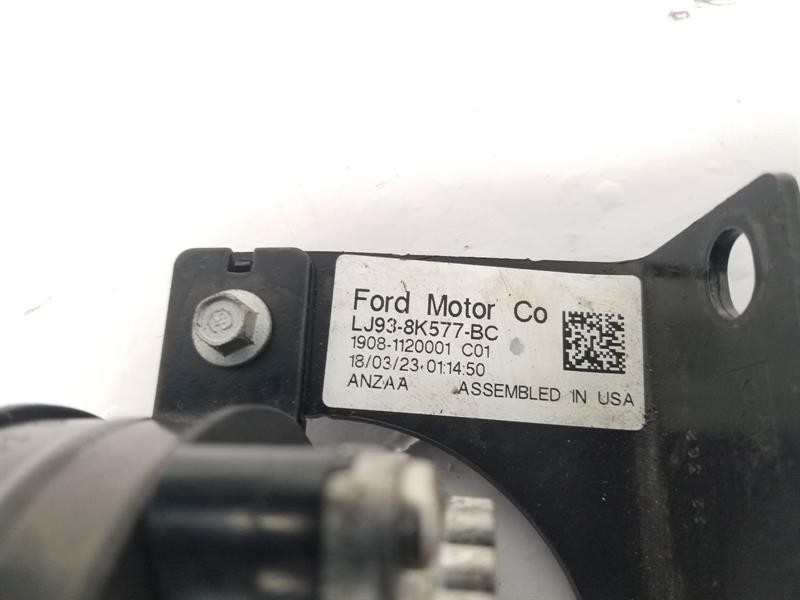 Ford Motor Co
LJ93-8K577-BC
1908-1120001 C01
18/03/23 01:14:50
ANZAA ASSEMBLED IN USA